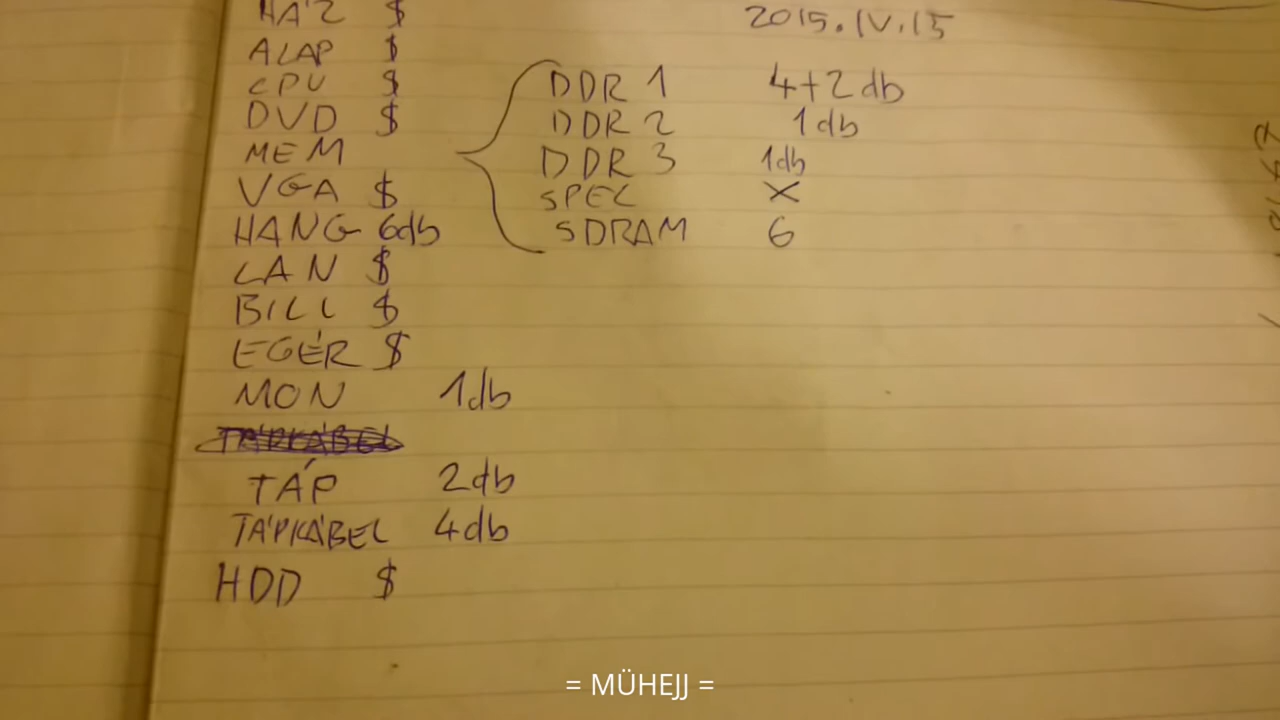 HÁZ $
ALAP $
CPU $
DVD $
MEM
VGA $
HANG 6db
LAN $
BILL $
EGÉR $
MON 1db
TÁPKÁBEL
TÁP 2db
TÁPKÁBEL 4db
HDD $
2015.IV.15
DDR 1 4+2db
DDR 2 1db
DDR 3 1db
SPEC X
SDRAM 6
= MÜHEJJ =